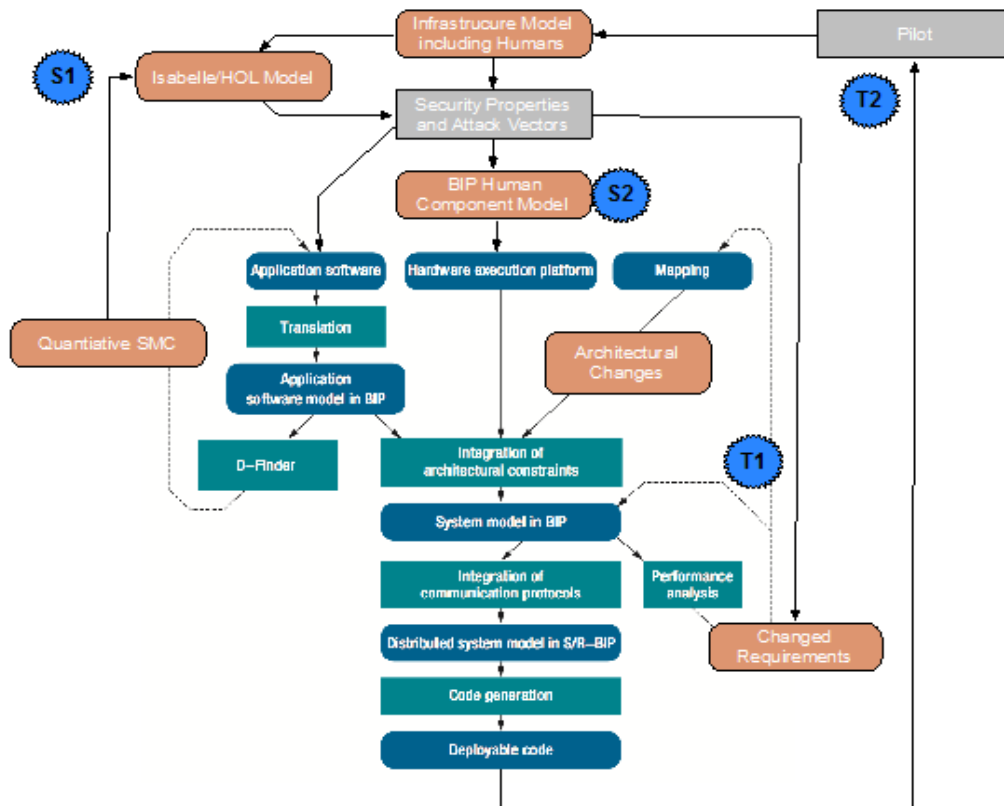 Infrastrucure Model
including Humans
Pilot
S1
Isabelle/HOL Model
T2
Security Properties
and Attack Vectors
BIP Human
Component Model
S2
Application software
Hardware execution platform
Mapping
Translation
Quantiative SMC
Architectural
Changes
Application
software model in BIP
D-Finder
Integration of
architectural constraints
T1
System model in BIP
Integration of
communication protocols
Performance
analysis
Distributed system model in S/R-BIP
Changed
Requirements
Code generation
Deployable code